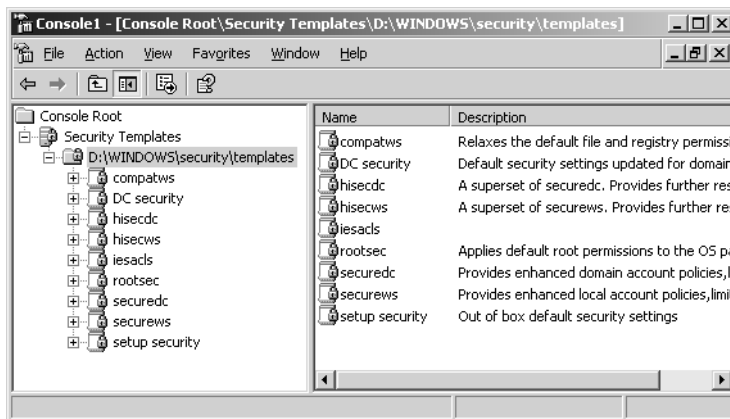 Console1 - [Console Root\Security Templates\D:\WINDOWS\security\templates]
File Action View Favorites Window Help
Console Root
Security Templates
D:\WINDOWS\security\templates
compatws
DC security
hisecdc
hisecws
iesacls
rootsec
securedc
securews
setup security
Name Description
compatws Relaxes the default file and registry permiss
DC security Default security settings updated for domain
hisecdc A superset of securedc. Provides further res
hisecws A superset of securews. Provides further re
iesacls
rootsec Applies default root permissions to the OS pa
securedc Provides enhanced domain account policies,l
securews Provides enhanced local account policies,limi
setup security Out of box default security settings